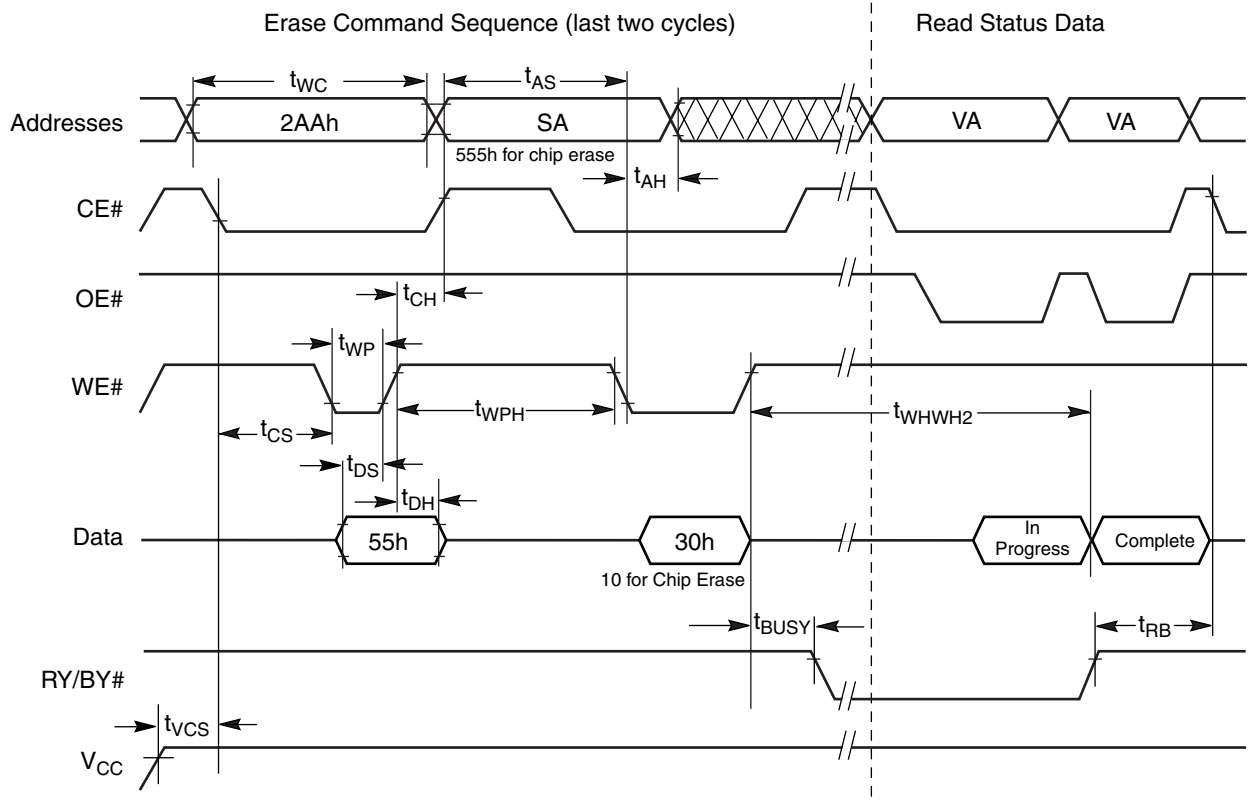 Erase Command Sequence (last two cycles)
Read Status Data
tWC
tAS
Addresses
2AAh
SA
VA
VA
555h for chip erase
tAH
CE#
tCH
OE#
tWP
WE#
tWPH
tWHWH2
tCS
tDS
tDH
Data
55h
30h
In
Progress
Complete
10 for Chip Erase
tBUSY
tRB
RY/BY#
tVCS
VCC